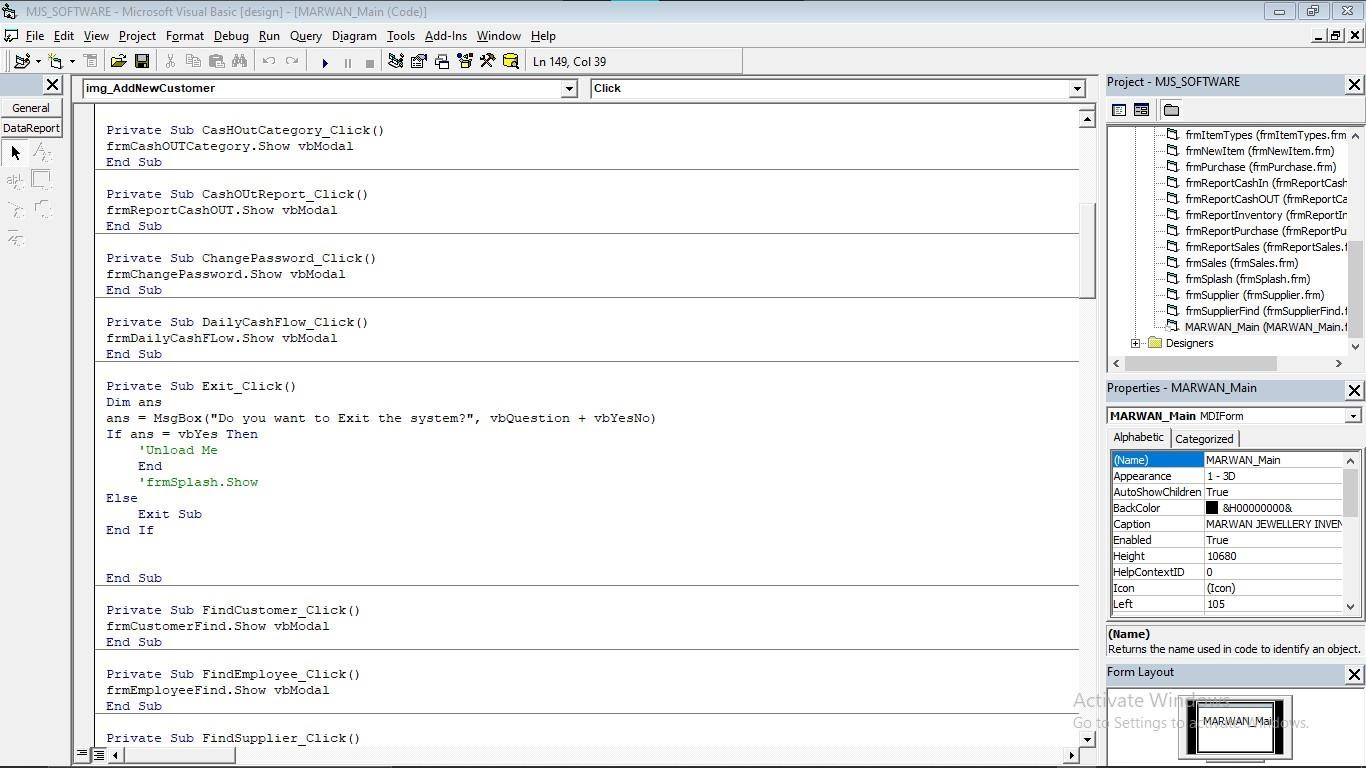 MJS_SOFTWARE - Microsoft Visual Basic [design] - [MARWAN_Main (Code)]
File Edit View Project Format Debug Run Query Diagram Tools Add-Ins Window Help
Ln 149, Col 39
General
DataReport
img_AddNewCustomer
Click
Private Sub CasHOutCategory_Click()
frmCashOUTCategory.Show vbModal
End Sub
Private Sub CashOUtReport_Click()
frmReportCashOUT.Show vbModal
End Sub
Private Sub ChangePassword_Click()
frmChangePassword.Show vbModal
End Sub
Private Sub DailyCashFlow_Click()
frmDailyCashFLow.Show vbModal
End Sub
Private Sub Exit_Click()
Dim ans
ans = MsgBox("Do you want to Exit the system?", vbQuestion + vbYesNo)
If ans = vbYes Then
'Unload Me
End
'frmSplash.Show
Else
Exit Sub
End If
End Sub
Private Sub FindCustomer_Click()
frmCustomerFind.Show vbModal
End Sub
Private Sub FindEmployee_Click()
frmEmployeeFind.Show vbModal
End Sub
Private Sub FindSupplier_Click()
Project - MJS_SOFTWARE
frmItemTypes (frmItemTypes.frm
frmNewItem (frmNewItem.frm)
frmPurchase (frmPurchase.frm)
frmReportCashIn (frmReportCash
frmReportCashOUT (frmReportCa
frmReportInventory (frmReportIn
frmReportPurchase (frmReportPu
frmReportSales (frmReportSales.f
frmSales (frmSales.frm)
frmSplash (frmSplash.frm)
frmSupplier (frmSupplier.frm)
frmSupplierFind (frmSupplierFind.f
MARWAN_Main (MARWAN_Main.f
Designers
Properties - MARWAN_Main
MARWAN_Main MDIForm
Alphabetic Categorized
(Name) MARWAN_Main
Appearance 1 - 3D
AutoShowChildren True
BackColor &H00000000&
Caption MARWAN JEWELLERY INVEN
Enabled True
Height 10680
HelpContextID 0
Icon (Icon)
Left 105
(Name)
Returns the name used in code to identify an object.
Form Layout
MARWAN_Mai
Activate Windows
Go to Settings to activate Windows.